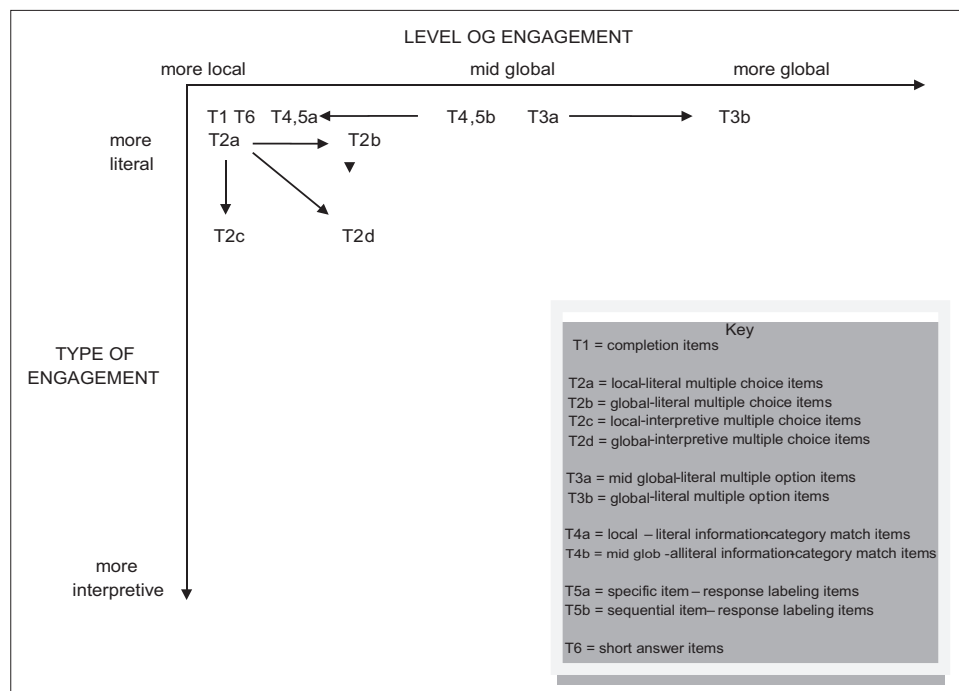 LEVEL OG ENGAGEMENT
more local mid global more global
T1 T6 T4,5a T4,5b T3a T3b
more
literal
T2a T2b
T2c T2d
TYPE OF
ENGAGEMENT
more
interpretive
Key
T1 = completion items
T2a = local-literal multiple choice items
T2b = global-literal multiple choice items
T2c = local-interpretive multiple choice items
T2d = global-interpretive multiple choice items
T3a = mid global-literal multiple option items
T3b = global-literal multiple option items
T4a = local – literal information-category match items
T4b = mid glob -alliteral information-category match items
T5a = specific item – response labeling items
T5b = sequential item– response labeling items
T6 = short answer items